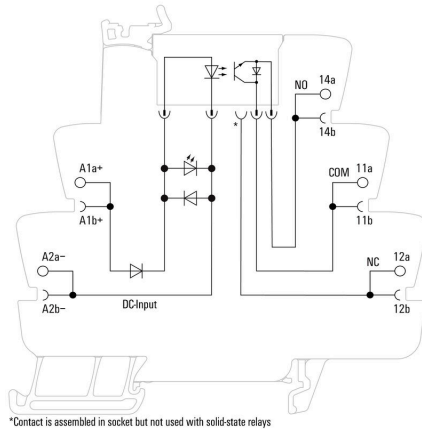 NO
14a
14b
*
A1a+
A1b+
COM
11a
11b
A2a–
A2b–
DC-Input
NC
12a
12b
*Contact is assembled in socket but not used with solid-state relays